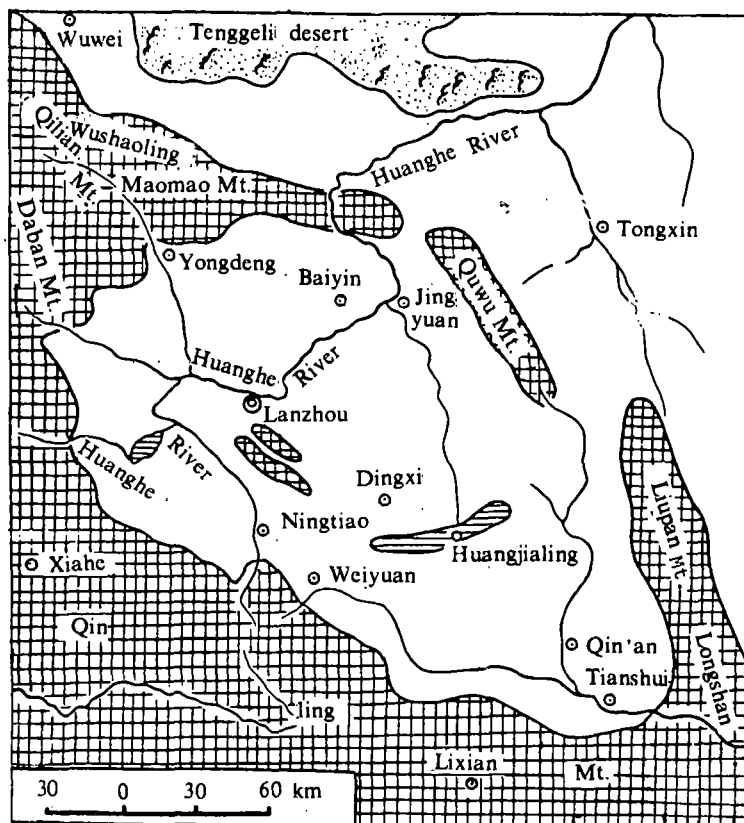 Wuwei
Tenggeli desert
Qilian
Mt.
Wushaoling
Maomao Mt.
Huanghe River
Daban Mt.
Yongdeng
Tongxin
Baiyin
Jing
yuan
Quwu Mt.
Huanghe
River
Lanzhou
Huanghe
River
Dingxi
Ningtiao
Huangjialing
Liupan Mt.
Xiahe
Weiyuan
Qin
Qin'an
Tianshui
Longshan
ling
Lixian
Mt.
30 0 30 60 km